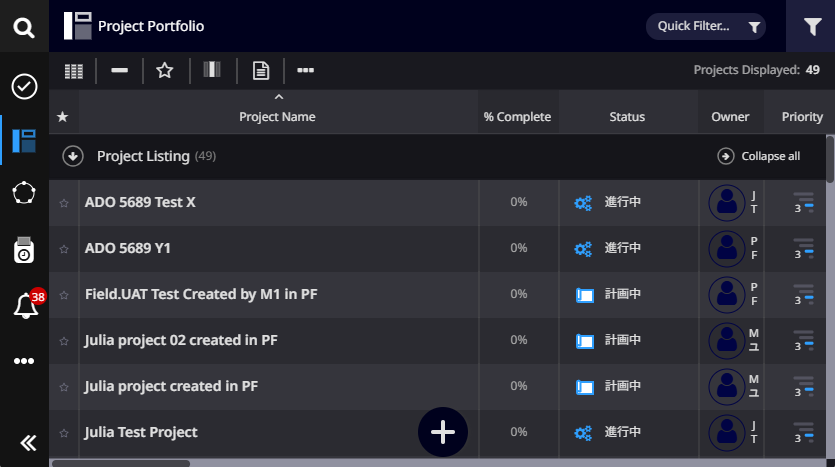 Project Portfolio
Quick Filter...
Projects Displayed: 49
★ Project Name % Complete Status Owner Priority
Project Listing (49) Collapse all
ADO 5689 Test X 0% 進行中 J T 3
ADO 5689 Y1 0% 進行中 P F 3
Field.UAT Test Created by M1 in PF 0% 計画中 P F 3
38
Julia project 02 created in PF 0% 計画中 M ユ 3
Julia project created in PF 0% 計画中 M ユ 3
Julia Test Project 0% 進行中 J T 3